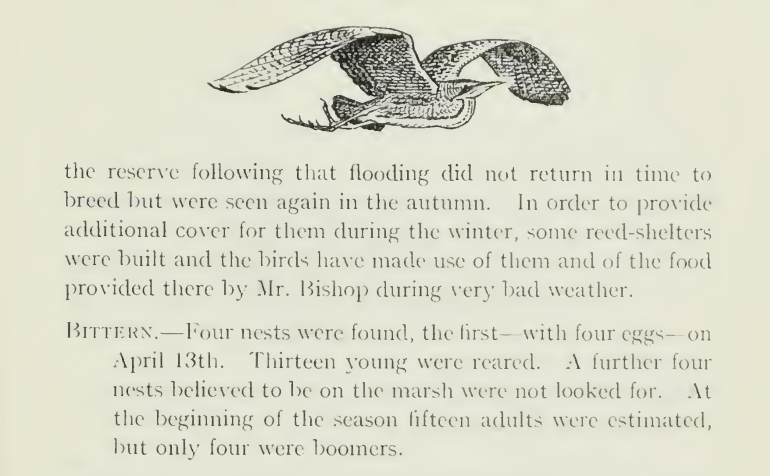 the reserve following that flooding did not return in time to
breed but were seen again in the autumn. In order to provide
additional cover for them during the winter, some reed-shelters
were built and the birds have made use of them and of the food
provided there by Mr. Bishop during very bad weather.
BITTERN.—Four nests were found, the first—with four eggs—on
April 13th. Thirteen young were reared. A further four
nests believed to be on the marsh were not looked for. At
the beginning of the season fifteen adults were estimated,
but only four were boomers.